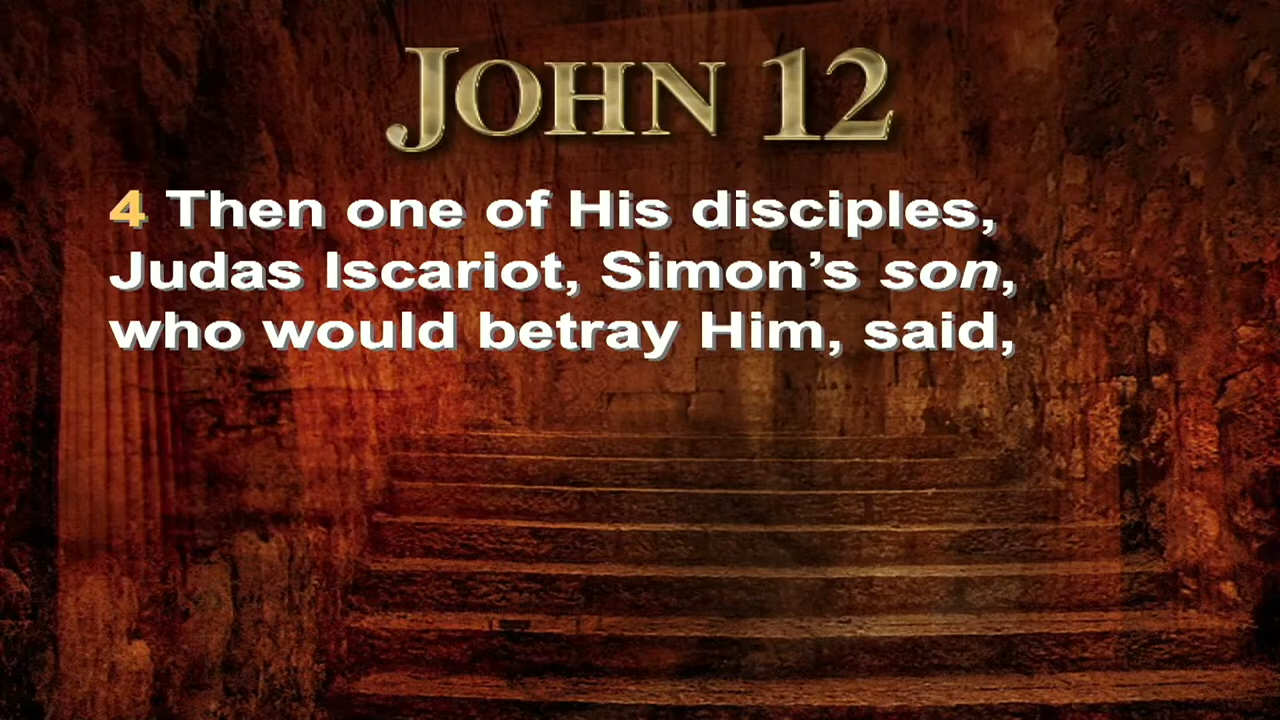 JOHN 12
4 Then one of His disciples,
Judas Iscariot, Simon’s son,
who would betray Him, said,